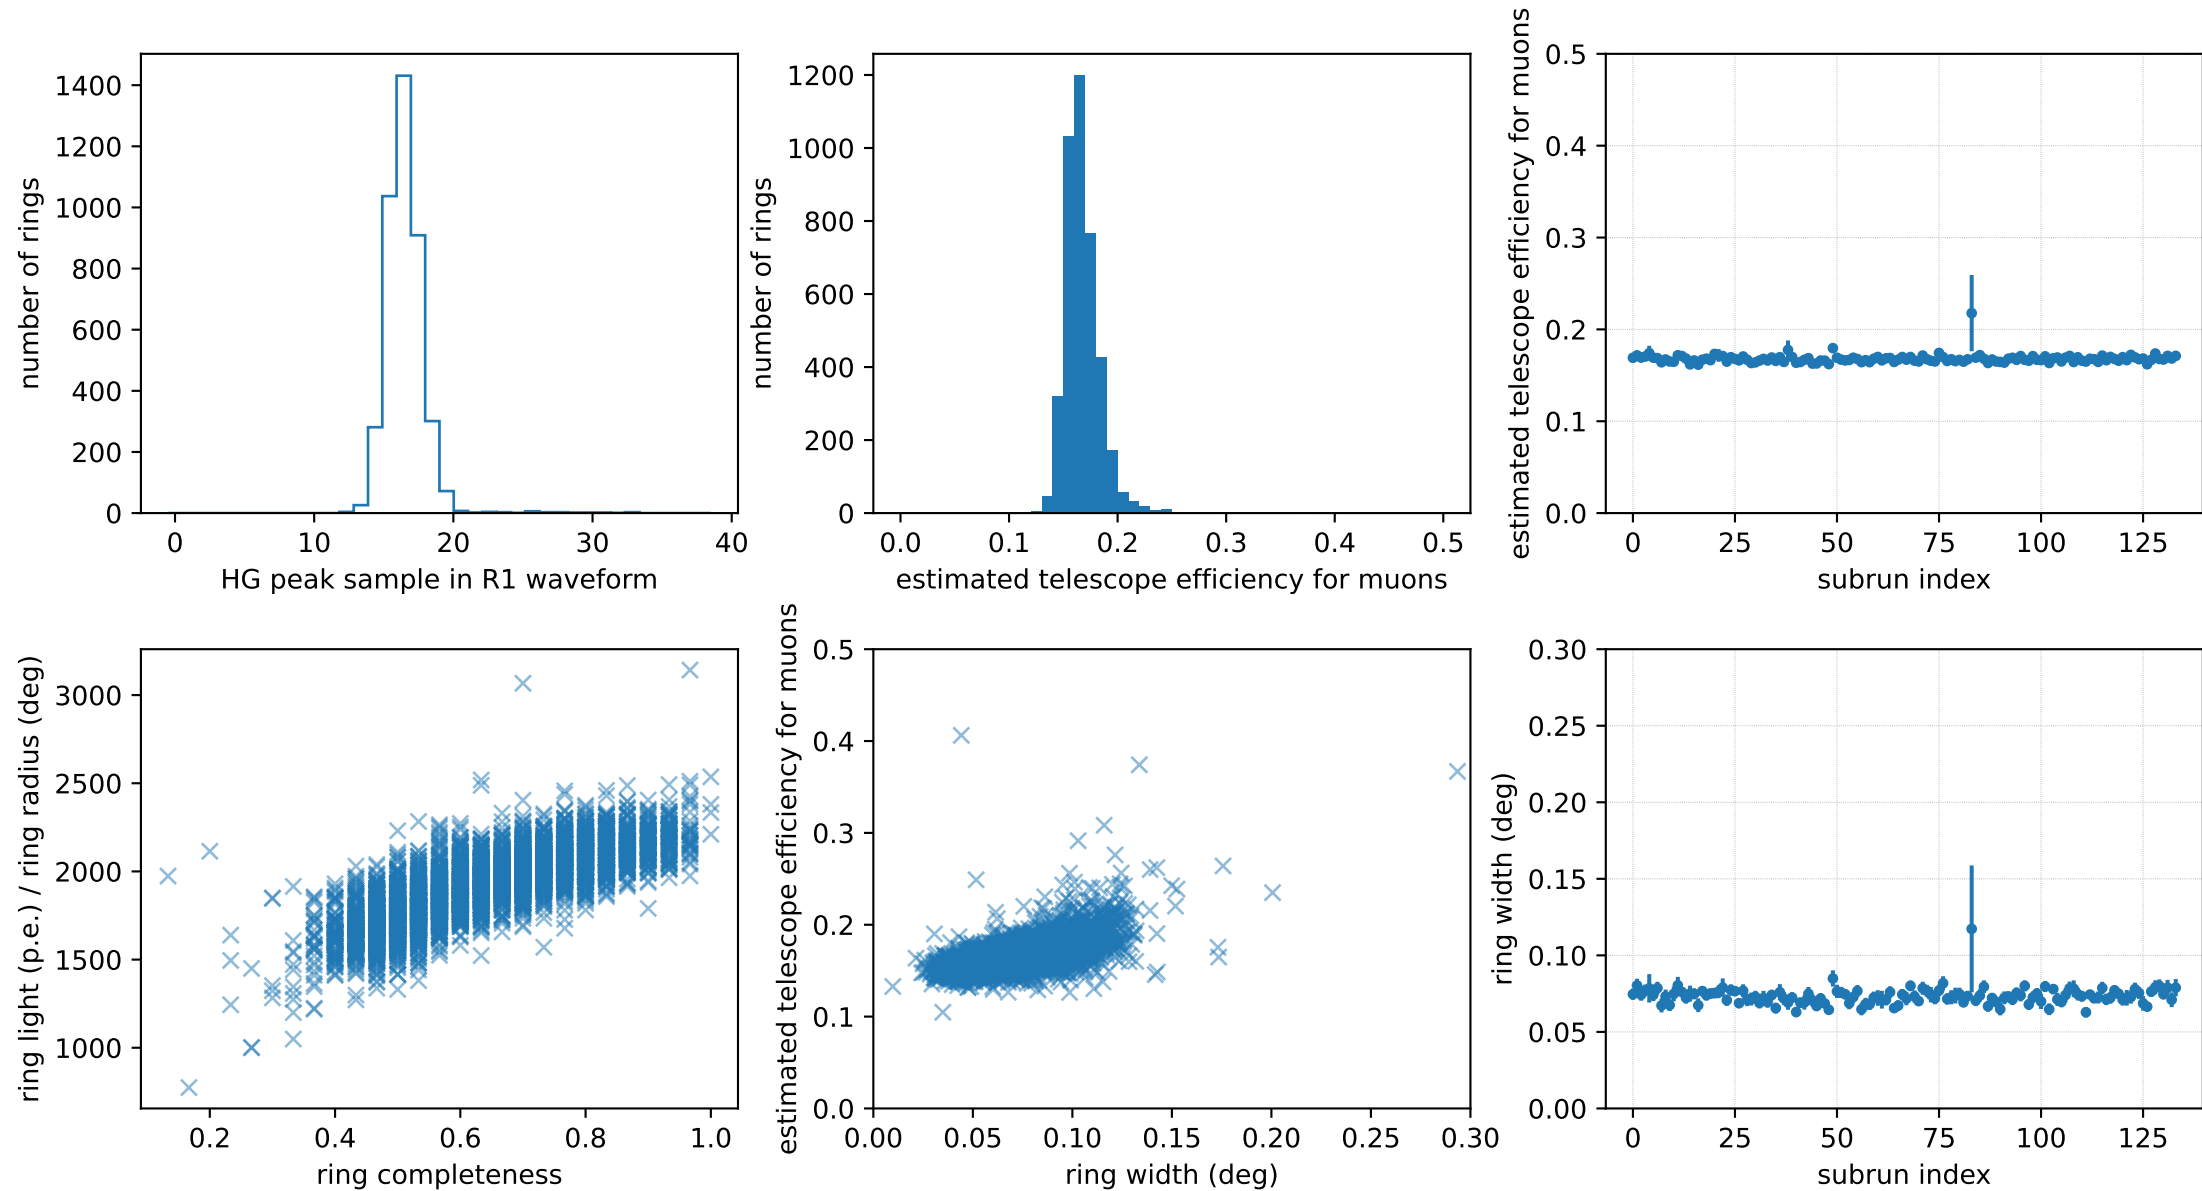 number of rings
1400
1200
1000
800
600
400
200
0
0 10 20 30 40
HG peak sample in R1 waveform
number of rings
1200
1000
800
600
400
200
0
0.0 0.1 0.2 0.3 0.4 0.5
estimated telescope efficiency for muons
estimated telescope efficiency for muons
0.5
0.4
0.3
0.2
0.1
0.0
0 25 50 75 100 125
subrun index
ring light (p.e.) / ring radius (deg)
3000
2500
2000
1500
1000
0.2 0.4 0.6 0.8 1.0
ring completeness
estimated telescope efficiency for muons
0.5
0.4
0.3
0.2
0.1
0.0
0.00 0.05 0.10 0.15 0.20 0.25 0.30
ring width (deg)
ring width (deg)
0.30
0.25
0.20
0.15
0.10
0.05
0.00
0 25 50 75 100 125
subrun index